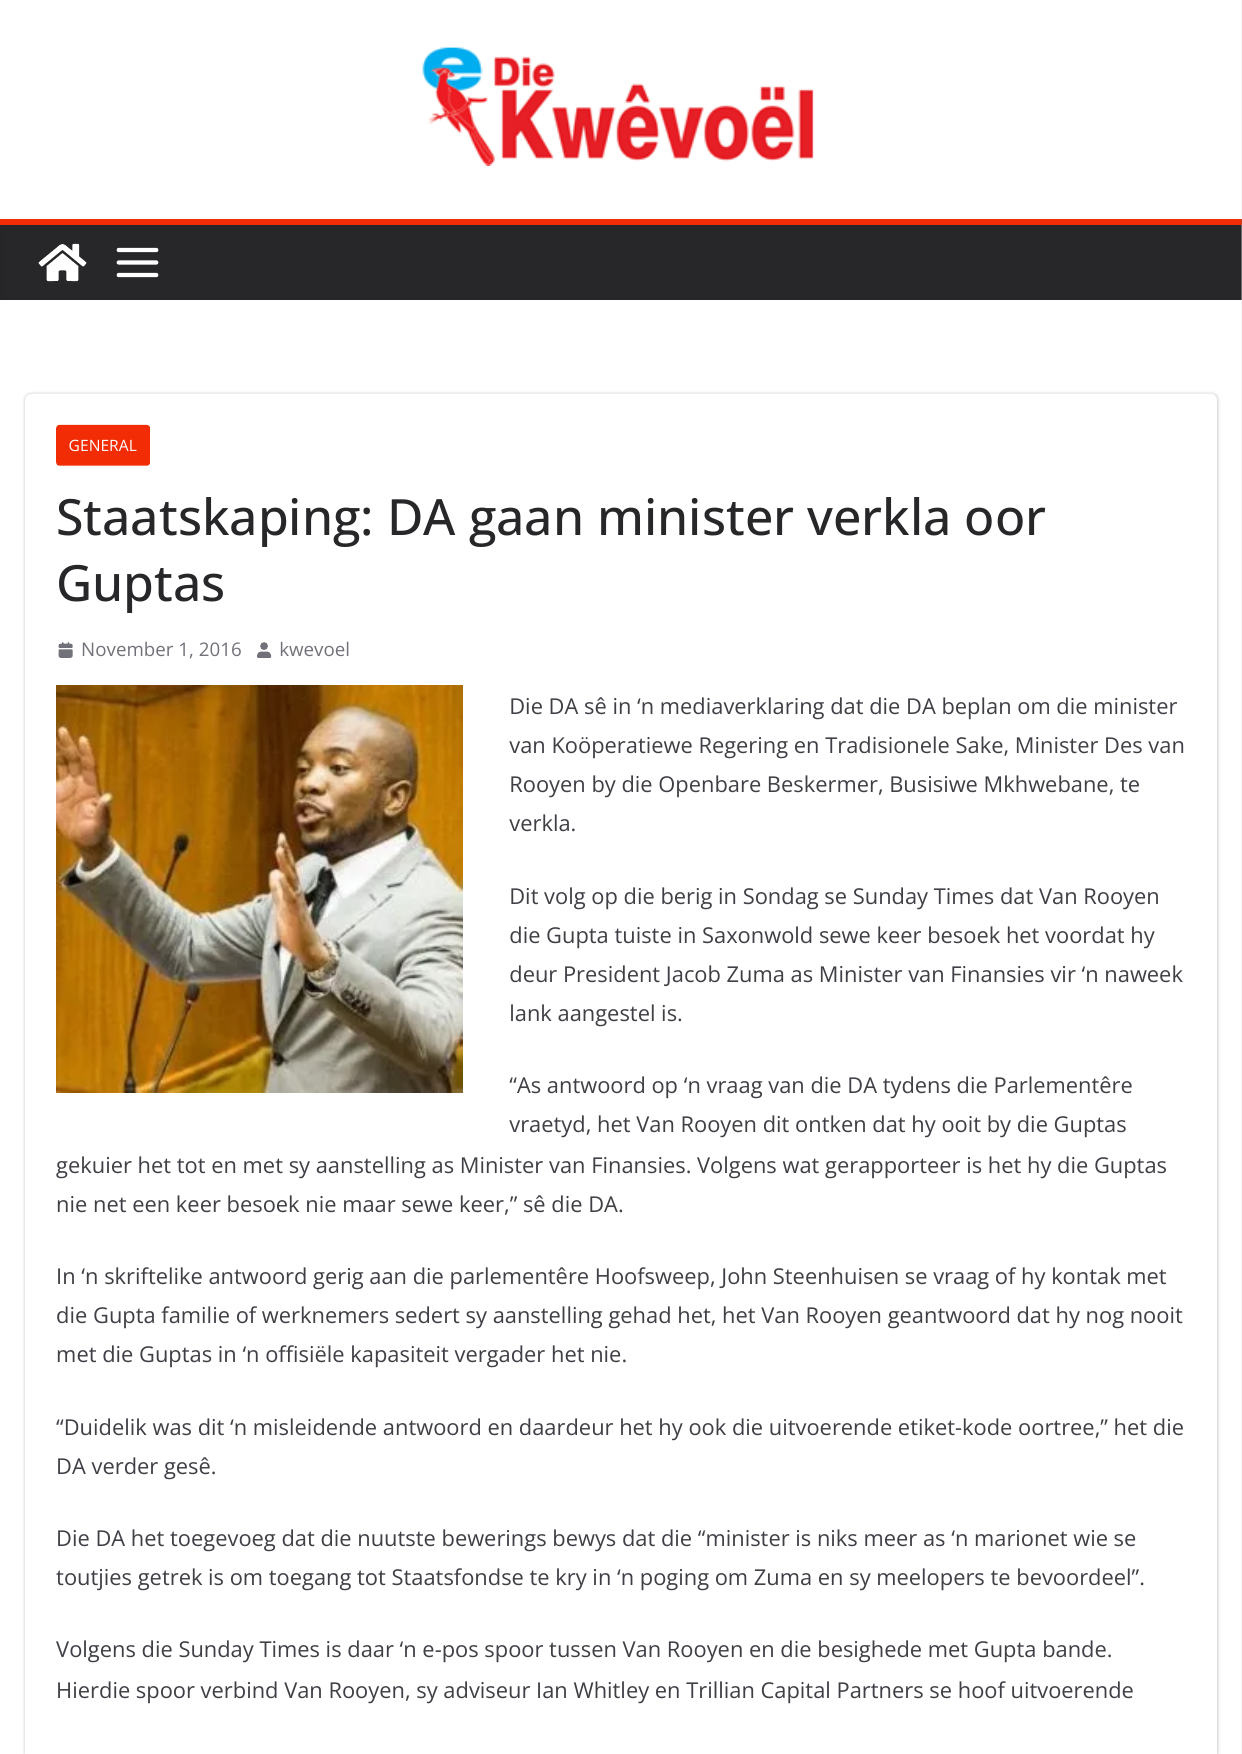 e Die
Kwêvoël
GENERAL
Staatskaping: DA gaan minister verkla oor
Guptas
November 1, 2016 kwevoel
Die DA sê in ‘n mediaverklaring dat die DA beplan om die minister
van Koöperatiewe Regering en Tradisionele Sake, Minister Des van
Rooyen by die Openbare Beskermer, Busisiwe Mkhwebane, te
verkla.
Dit volg op die berig in Sondag se Sunday Times dat Van Rooyen
die Gupta tuiste in Saxonwold sewe keer besoek het voordat hy
deur President Jacob Zuma as Minister van Finansies vir ‘n naweek
lank aangestel is.
“As antwoord op ‘n vraag van die DA tydens die Parlementêre
vraetyd, het Van Rooyen dit ontken dat hy ooit by die Guptas
gekuier het tot en met sy aanstelling as Minister van Finansies. Volgens wat gerapporteer is het hy die Guptas
nie net een keer besoek nie maar sewe keer,” sê die DA.
In ‘n skriftelike antwoord gerig aan die parlementêre Hoofsweep, John Steenhuisen se vraag of hy kontak met
die Gupta familie of werknemers sedert sy aanstelling gehad het, het Van Rooyen geantwoord dat hy nog nooit
met die Guptas in ‘n offisiële kapasiteit vergader het nie.
“Duidelik was dit ‘n misleidende antwoord en daardeur het hy ook die uitvoerende etiket-kode oortree,” het die
DA verder gesê.
Die DA het toegevoeg dat die nuutste bewerings bewys dat die “minister is niks meer as ‘n marionet wie se
toutjies getrek is om toegang tot Staatsfondse te kry in ‘n poging om Zuma en sy meelopers te bevoordeel”.
Volgens die Sunday Times is daar ‘n e-pos spoor tussen Van Rooyen en die besighede met Gupta bande.
Hierdie spoor verbind Van Rooyen, sy adviseur Ian Whitley en Trillian Capital Partners se hoof uitvoerende